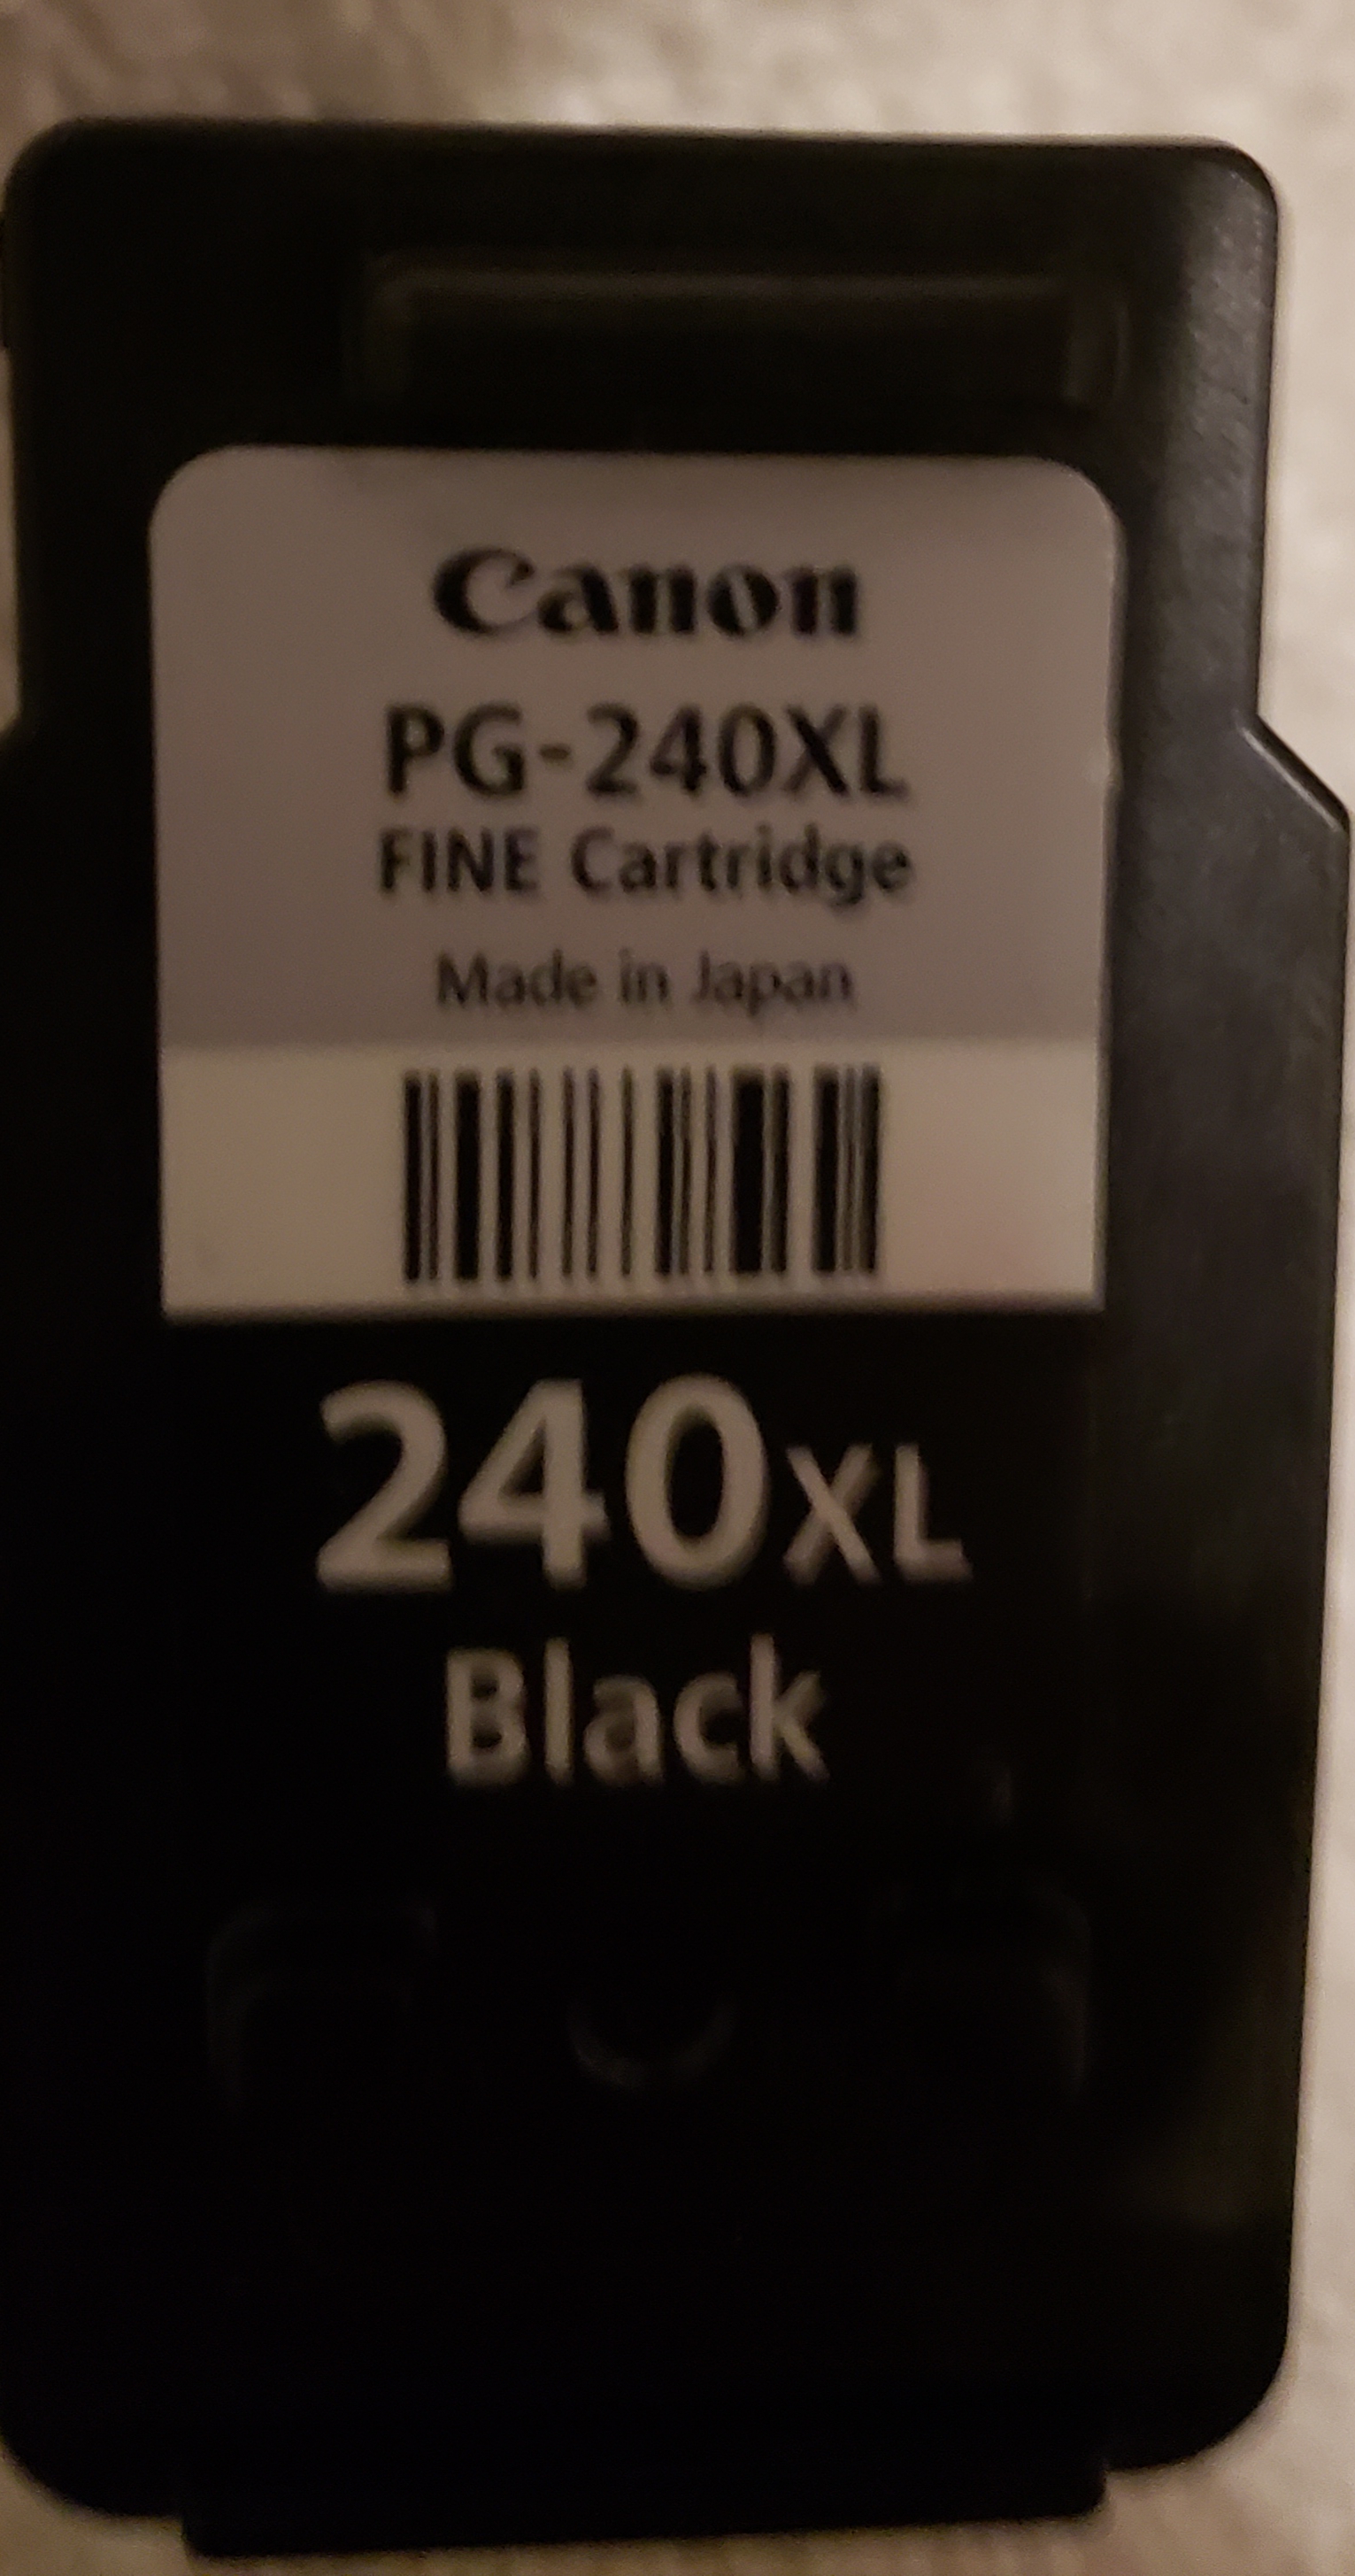 Canon
PG-240XL
FINE Cartridge
Made in Japan
240XL
Black